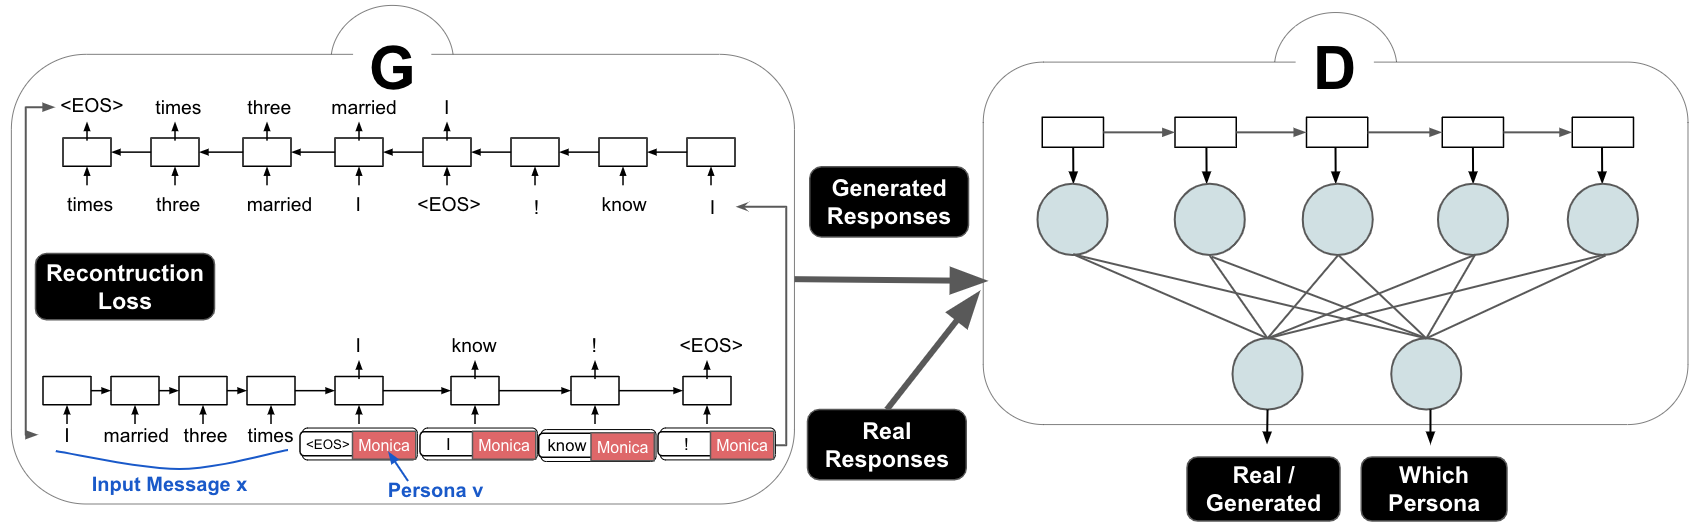 G
<EOS> times three married I
times three married I <EOS> ! know I
Recontruction
Loss
I know ! <EOS>
I married three times <EOS> Monica I Monica know Monica ! Monica
Input Message x
Persona v
Generated
Responses
Real
Responses
D
Real /
Generated
Which
Persona